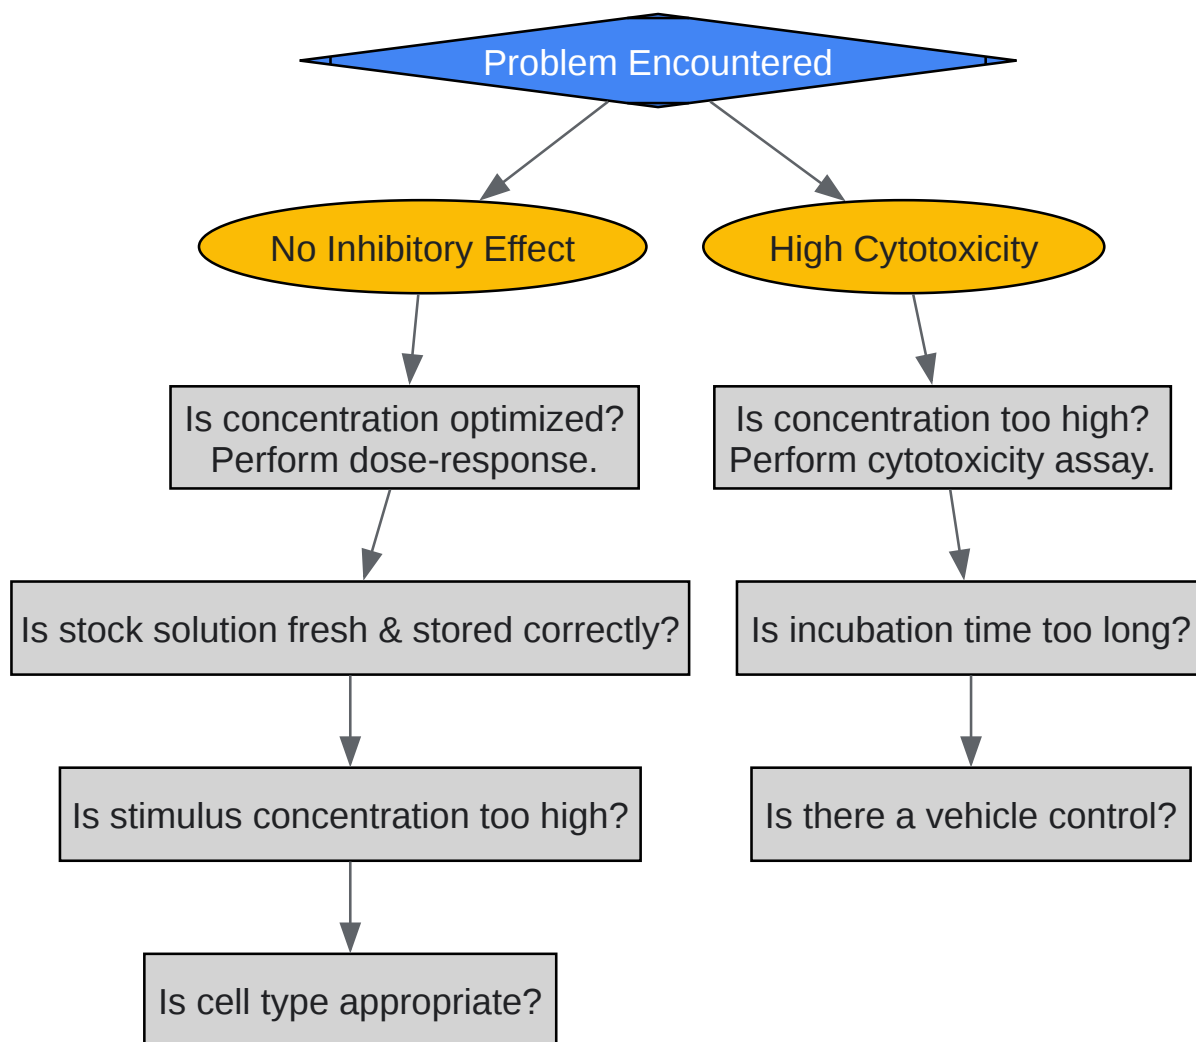 Problem Encountered
No Inhibitory Effect
High Cytotoxicity
Is concentration optimized?
Perform dose-response.
Is concentration too high?
Perform cytotoxicity assay.
Is stock solution fresh & stored correctly?
Is incubation time too long?
Is stimulus concentration too high?
Is there a vehicle control?
Is cell type appropriate?